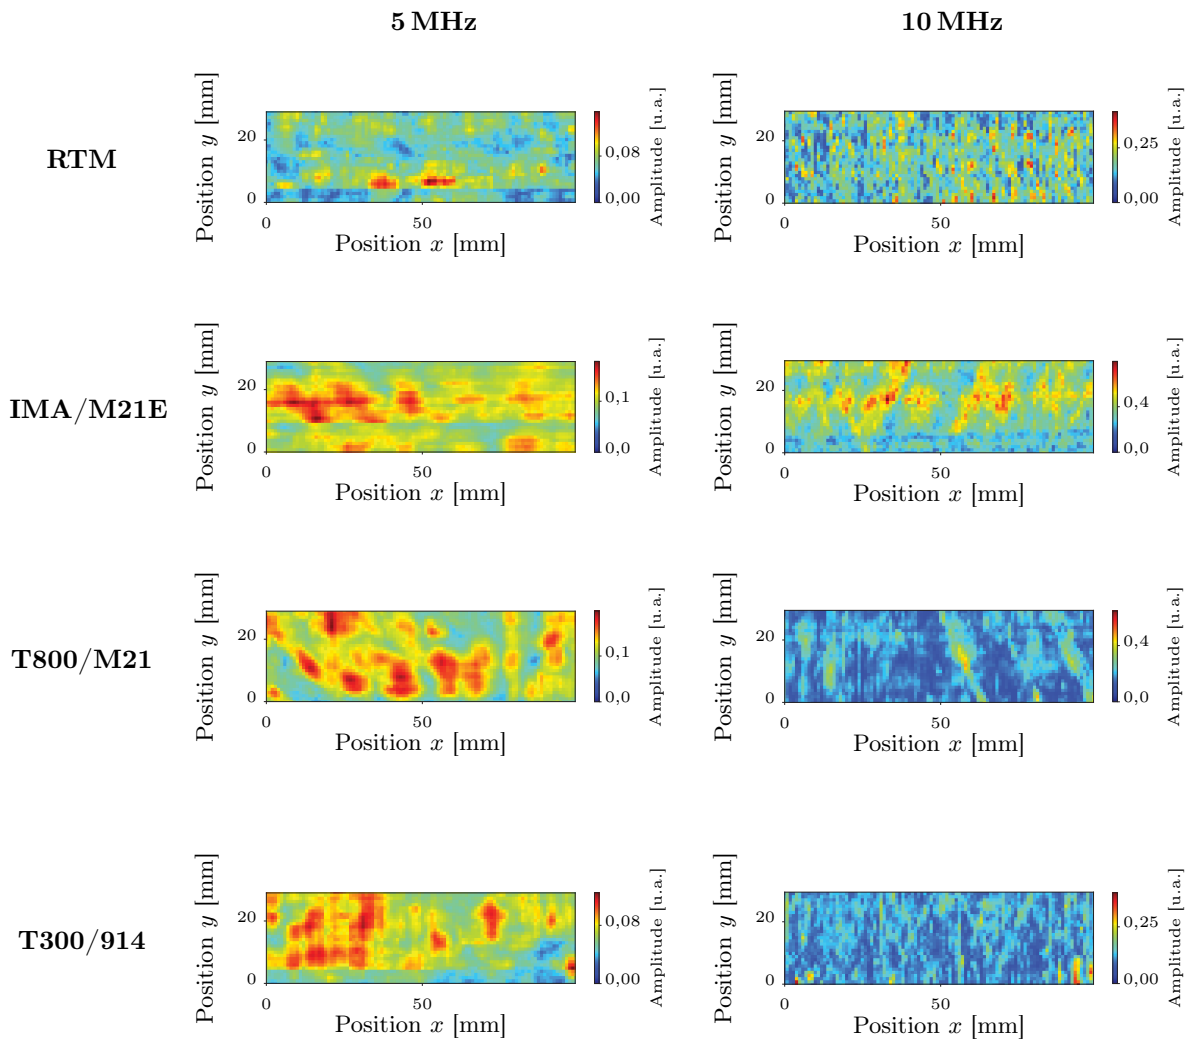 5 MHz
10 MHz
RTM
Position y [mm]
20
0
0
50
Position x [mm]
0,08
0,00
Amplitude [u.a.]
Position y [mm]
20
0
0
50
Position x [mm]
0,25
0,00
Amplitude [u.a.]
IMA/M21E
Position y [mm]
20
0
0
50
Position x [mm]
0,1
0,0
Amplitude [u.a.]
Position y [mm]
20
0
0
50
Position x [mm]
0,4
0,0
Amplitude [u.a.]
T800/M21
Position y [mm]
20
0
0
50
Position x [mm]
0,1
0,0
Amplitude [u.a.]
Position y [mm]
20
0
0
50
Position x [mm]
0,4
0,0
Amplitude [u.a.]
T300/914
Position y [mm]
20
0
0
50
Position x [mm]
0,08
0,00
Amplitude [u.a.]
Position y [mm]
20
0
0
50
Position x [mm]
0,25
0,00
Amplitude [u.a.]